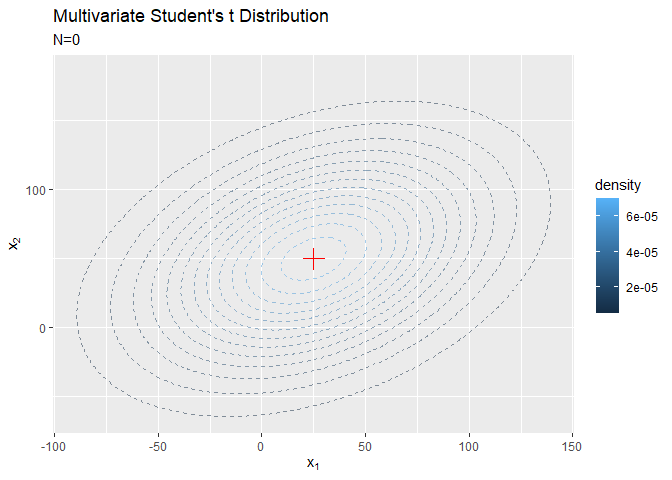 Multivariate Student's t Distribution
N=0
density
6e-05
4e-05
2e-05
x₂
100
0
-100
-50
0
50
100
150
x₁